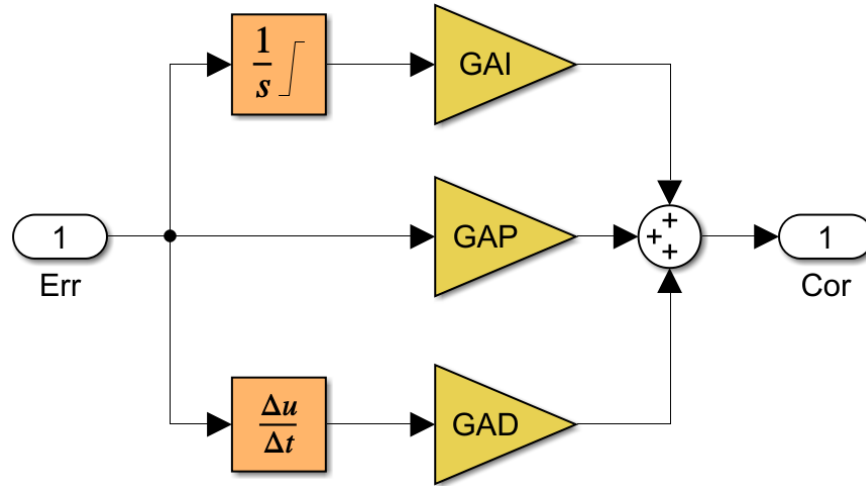 1
s
GAI
1
Err
GAP
+
+
+
1
Cor
Δu
Δt
GAD